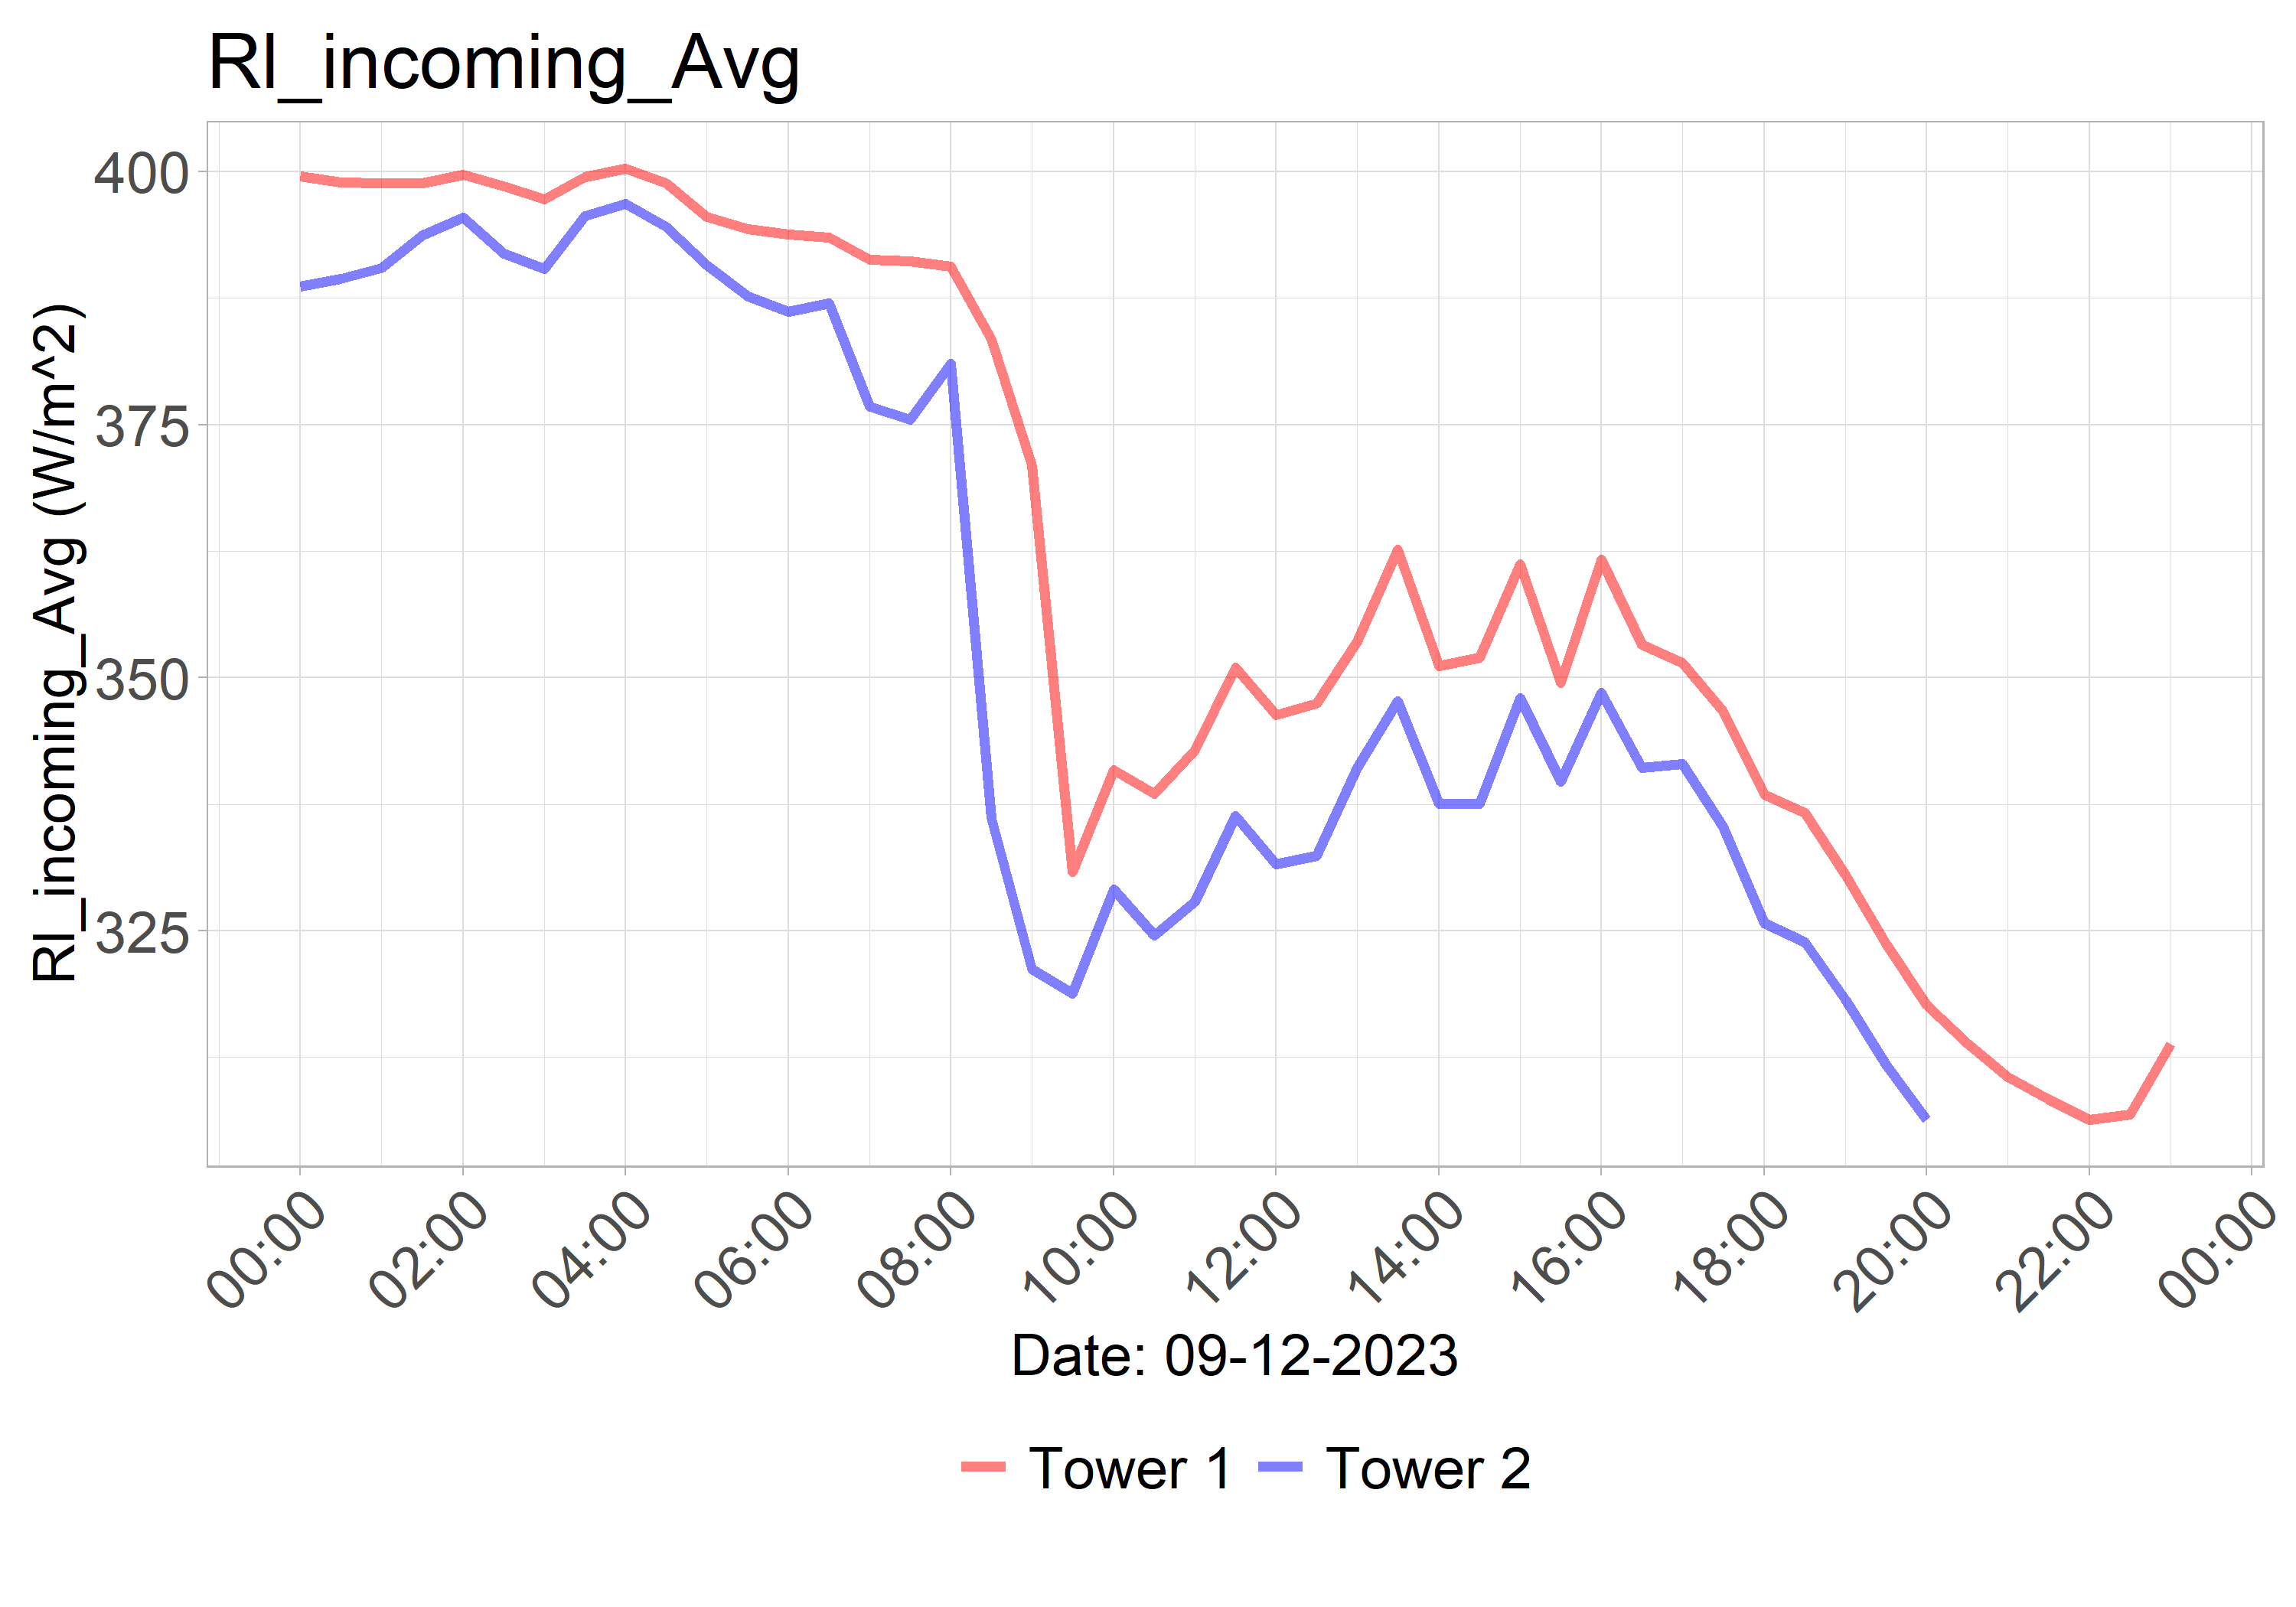 Rl_incoming_Avg
Rl_incoming_Avg (W/m^2)
400
375
350
325
00:00 02:00 04:00 06:00 08:00 10:00 12:00 14:00 16:00 18:00 20:00 22:00 00:00
Date: 09-12-2023
Tower 1 Tower 2